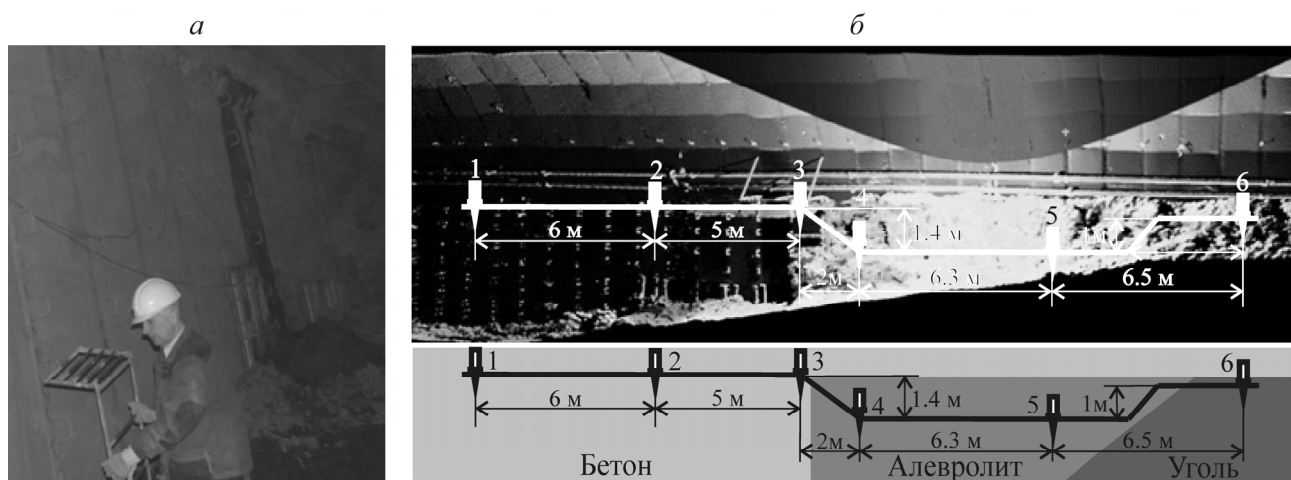 а
б
1 2 3 4 5 6
6 м 5 м 2м 1.4 м 6.3 м 1м 6.5 м
1 2 3 4 5 6
6 м 5 м 2м 1.4 м 6.3 м 1м 6.5 м
Бетон Алевролит Уголь